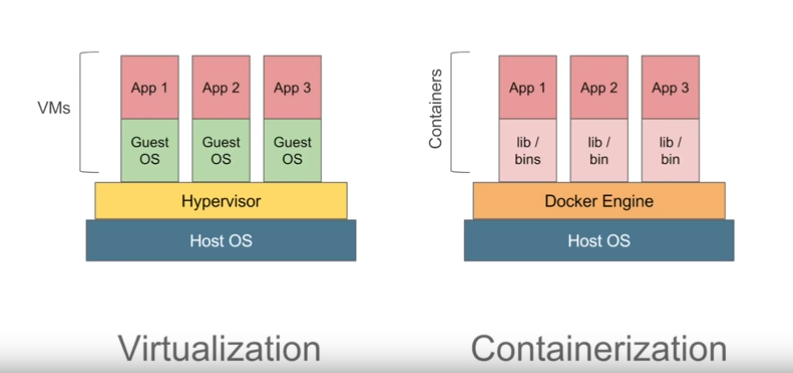 VMs
App 1
App 2
App 3
Guest
OS
Guest
OS
Guest
OS
Hypervisor
Host OS
Virtualization
Containers
App 1
App 2
App 3
lib /
bins
lib /
bin
lib /
bin
Docker Engine
Host OS
Containerization